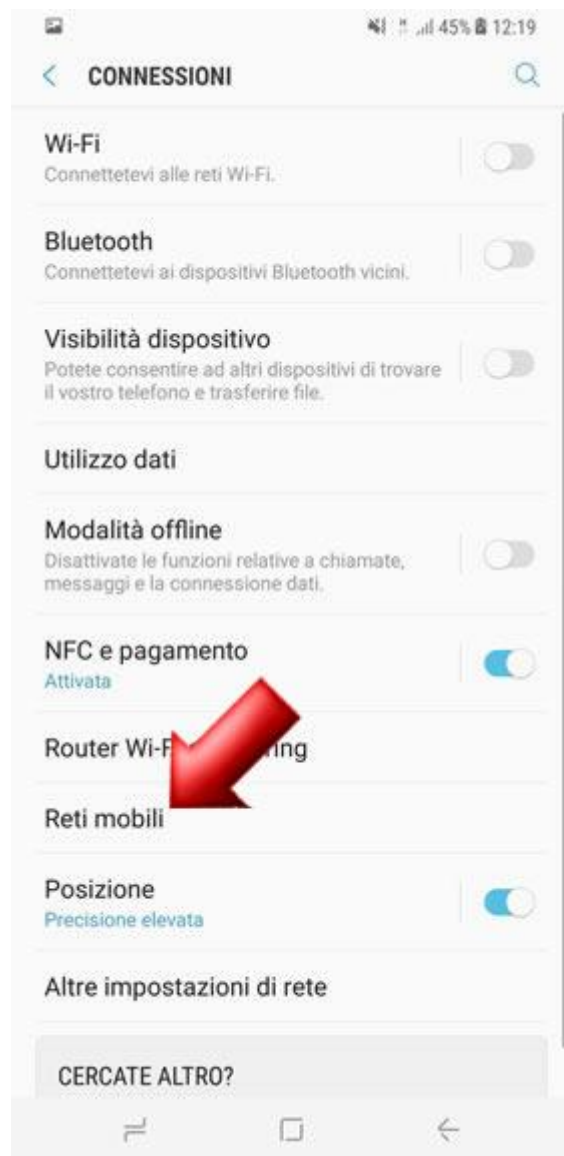 45% 12:19
CONNESSIONI
Wi-Fi
Connettetevi alle reti Wi-Fi.
Bluetooth
Connettetevi ai dispositivi Bluetooth vicini.
Visibilità dispositivo
Potete consentire ad altri dispositivi di trovare
il vostro telefono e trasferire file.
Utilizzo dati
Modalità offline
Disattivate le funzioni relative a chiamate,
messaggi e la connessione dati.
NFC e pagamento
Attivata
Router Wi-F ing
Reti mobili
Posizione
Precisione elevata
Altre impostazioni di rete
CERCATE ALTRO?